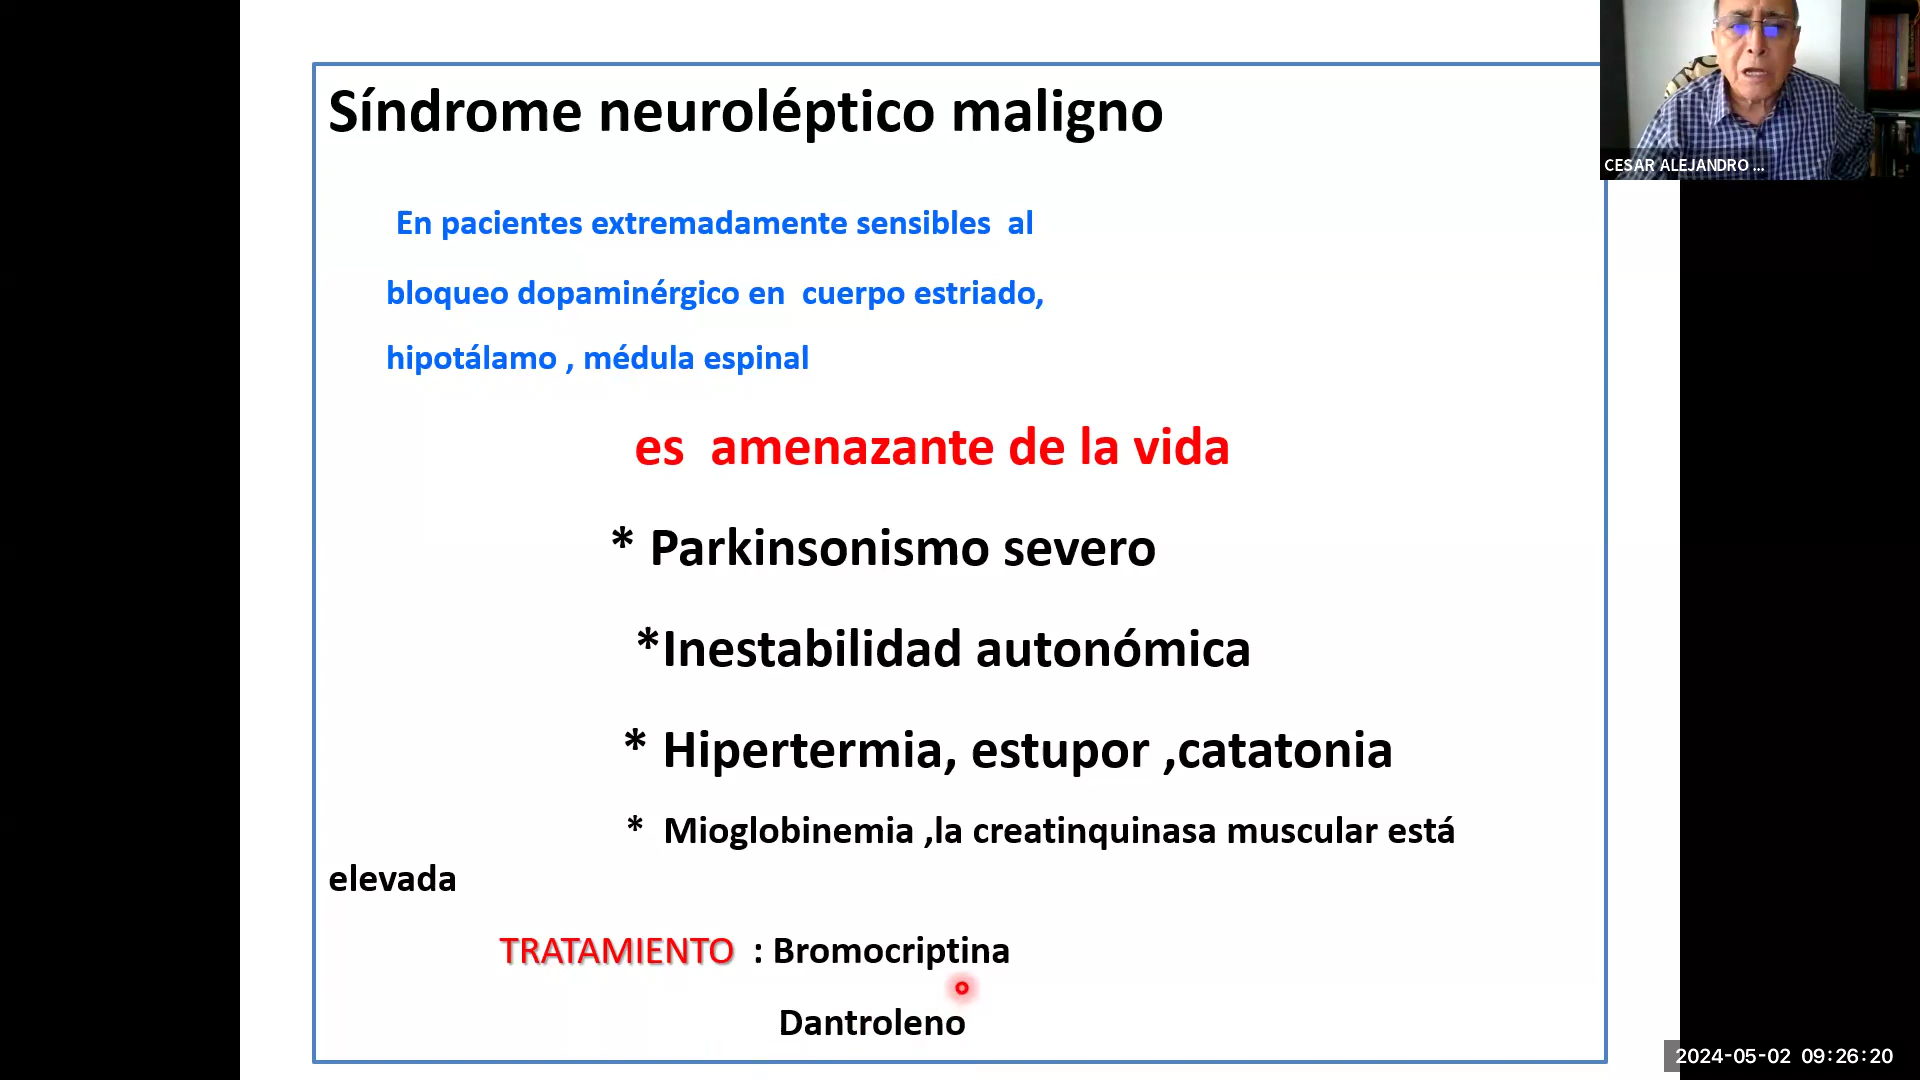 Síndrome neuroléptico maligno
CESAR ALEJANDRO ...
En pacientes extremadamente sensibles al
bloqueo dopaminérgico en cuerpo estriado,
hipotálamo , médula espinal
es amenazante de la vida
* Parkinsonismo severo
*Inestabilidad autonómica
* Hipertermia, estupor ,catatonia
* Mioglobinemia ,la creatinquinasa muscular está
elevada
TRATAMIENTO : Bromocriptina
Dantroleno
2024-05-02 09:26:20